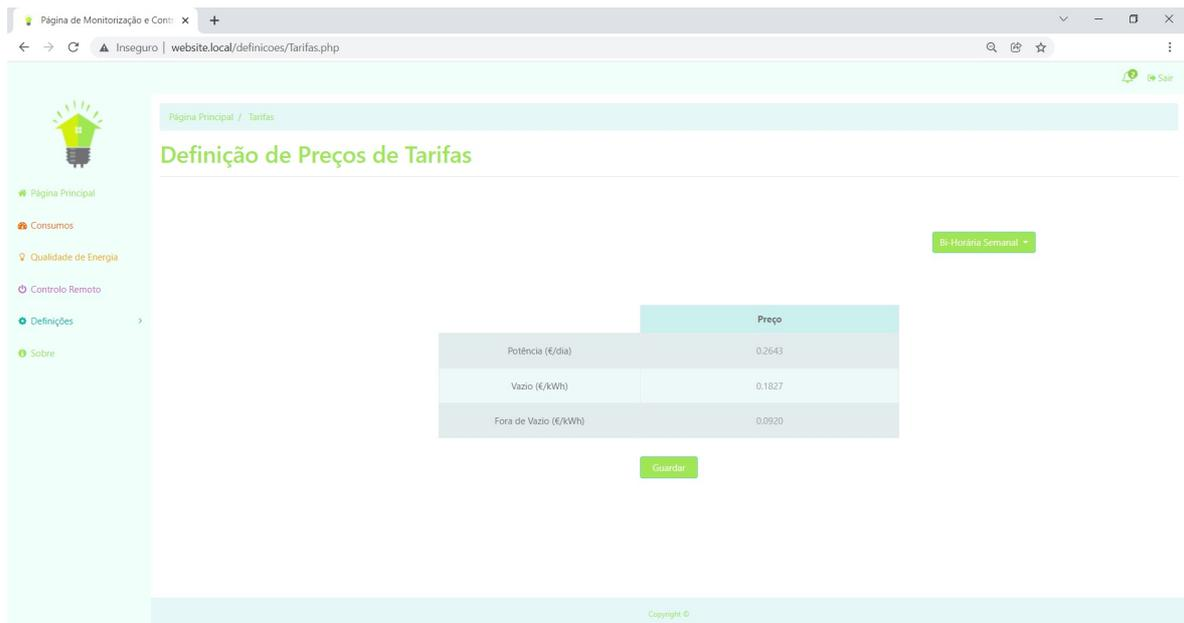 Página de Monitorização e Contr
Inseguro | website.local/definicoes/Tarifas.php
2
Sair
Página Principal / Tarifas
Definição de Preços de Tarifas
Página Principal
Consumos
Qualidade de Energia
Controlo Remoto
Definições
Sobre
Bi-Horária Semanal
Preço
Potência (€/dia) 0.2643
Vazio (€/kWh) 0.1827
Fora de Vazio (€/kWh) 0.0920
Guardar
Copyright ©